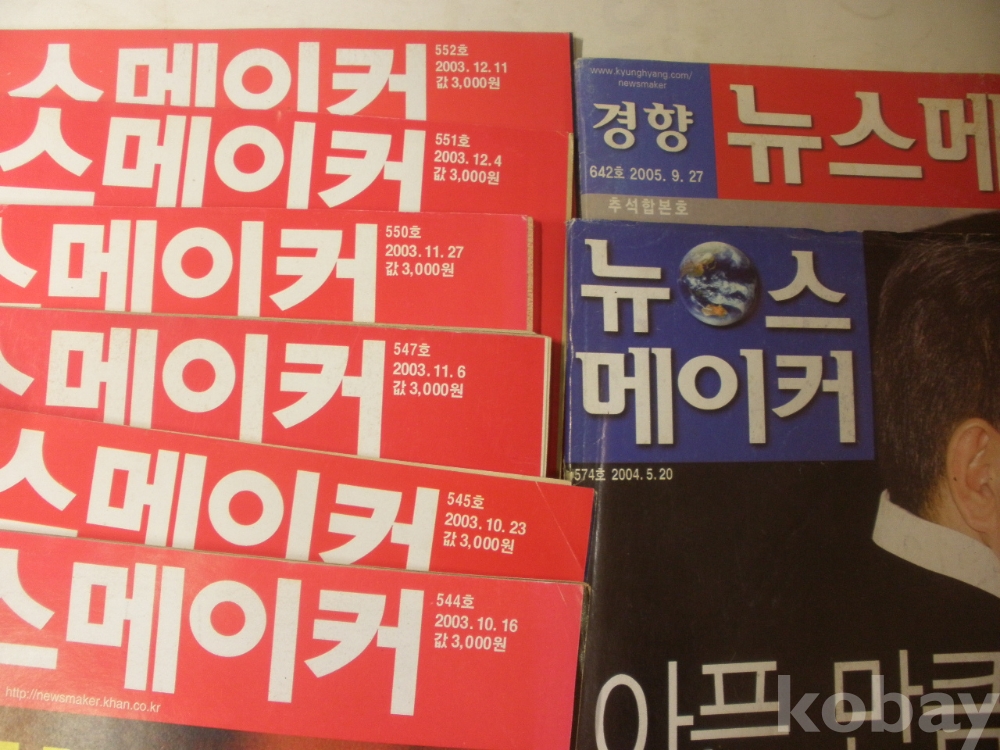 스메이커
552호
2003. 12. 11
값 3,000원
스메이커
551호
2003. 12. 4
값 3,000원
스메이커
550호
2003. 11. 27
값 3,000원
스메이커
547호
2003. 11. 6
값 3,000원
스메이커
545호
2003. 10. 23
값 3,000원
스메이커
544호
2003. 10. 16
값 3,000원
http://newsmaker.khan.co.kr
www.kyunghyang.com/
newsmaker
경향
뉴스메
642호 2005. 9. 27
추석합본호
뉴스
메이커
574호 2004. 5. 20
아픈 만큼
kobay